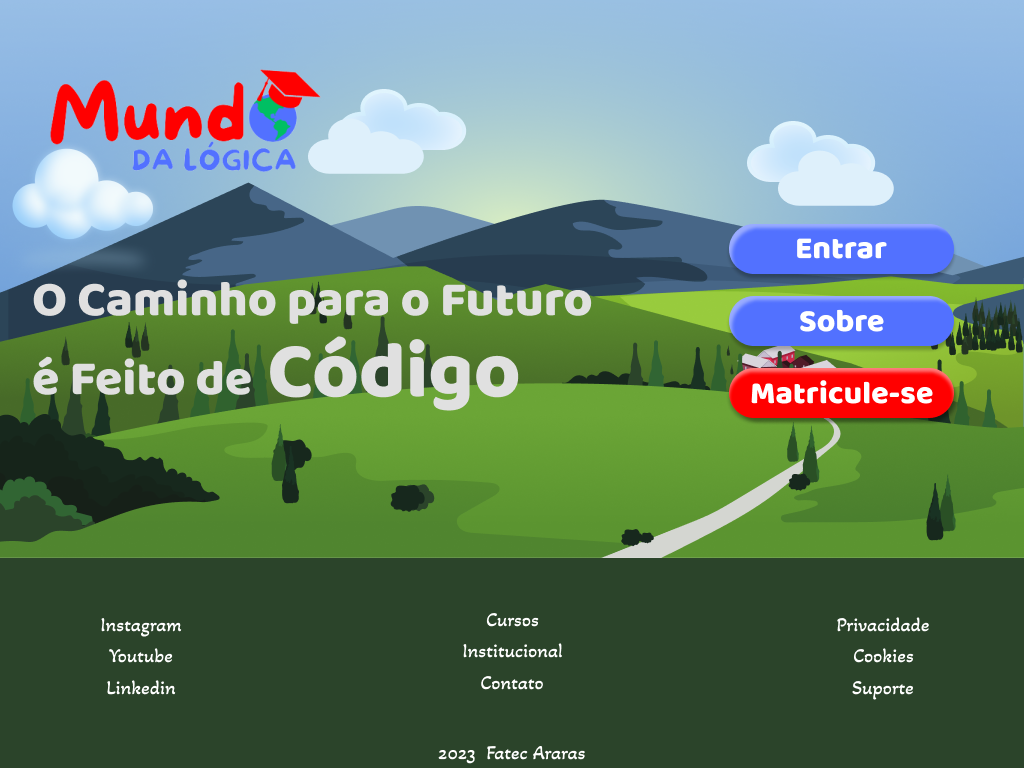 Mundo
DA LÓGICA
Entrar
O Caminho para o Futuro
Sobre
é Feito de Código
Matricule-se
Instagram
Youtube
Linkedin
Cursos
Institucional
Contato
Privacidade
Cookies
Suporte
2023 Fatec Araras